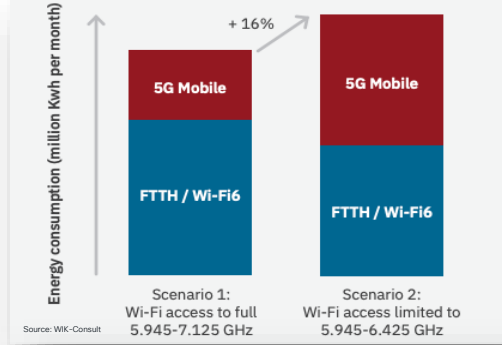 Energy consumption (million Kwh per month)
+ 16%
5G Mobile
FTTH / Wi-Fi6
5G Mobile
FTTH / Wi-Fi6
Scenario 1:
Wi-Fi access to full
5.945-7.125 GHz
Scenario 2:
Wi-Fi access limited to
5.945-6.425 GHz
Source: WIK-Consult